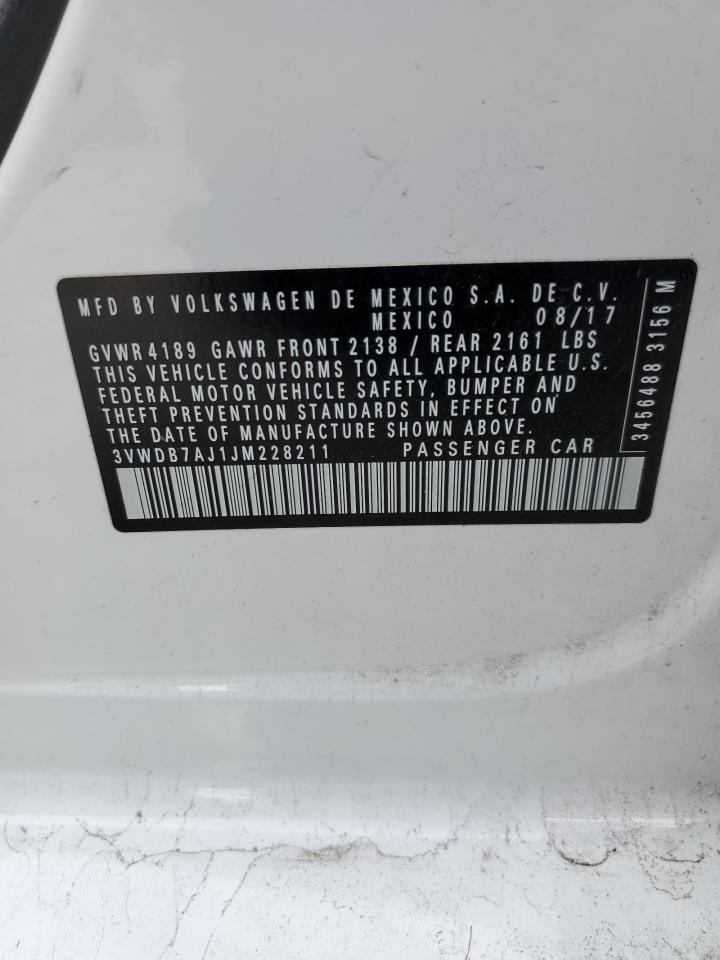 MFD BY VOLKSWAGEN DE MEXICO S.A. DE C.V.
MEXICO 08/17
GVWR 4189 GAWR FRONT 2138 / REAR 2161 LBS
THIS VEHICLE CONFORMS TO ALL APPLICABLE U.S.
FEDERAL MOTOR VEHICLE SAFETY, BUMPER AND
THEFT PREVENTION STANDARDS IN EFFECT ON
THE DATE OF MANUFACTURE SHOWN ABOVE.
3VWDB7AJ1JM228211 PASSENGER CAR
3456488 3156 M